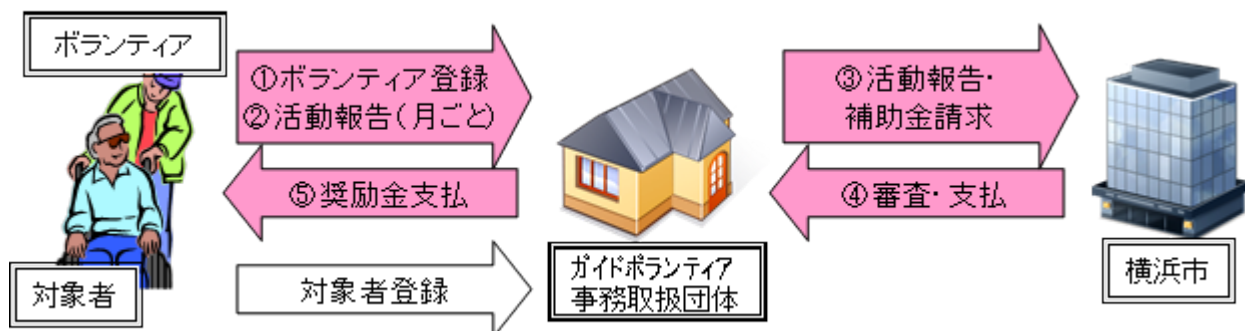 ボランティア
①ボランティア登録
②活動報告(月ごと)
⑤奨励金支払
対象者
対象者登録
ガイドボランティア
事務取扱団体
③活動報告・
補助金請求
④審査・支払
横浜市